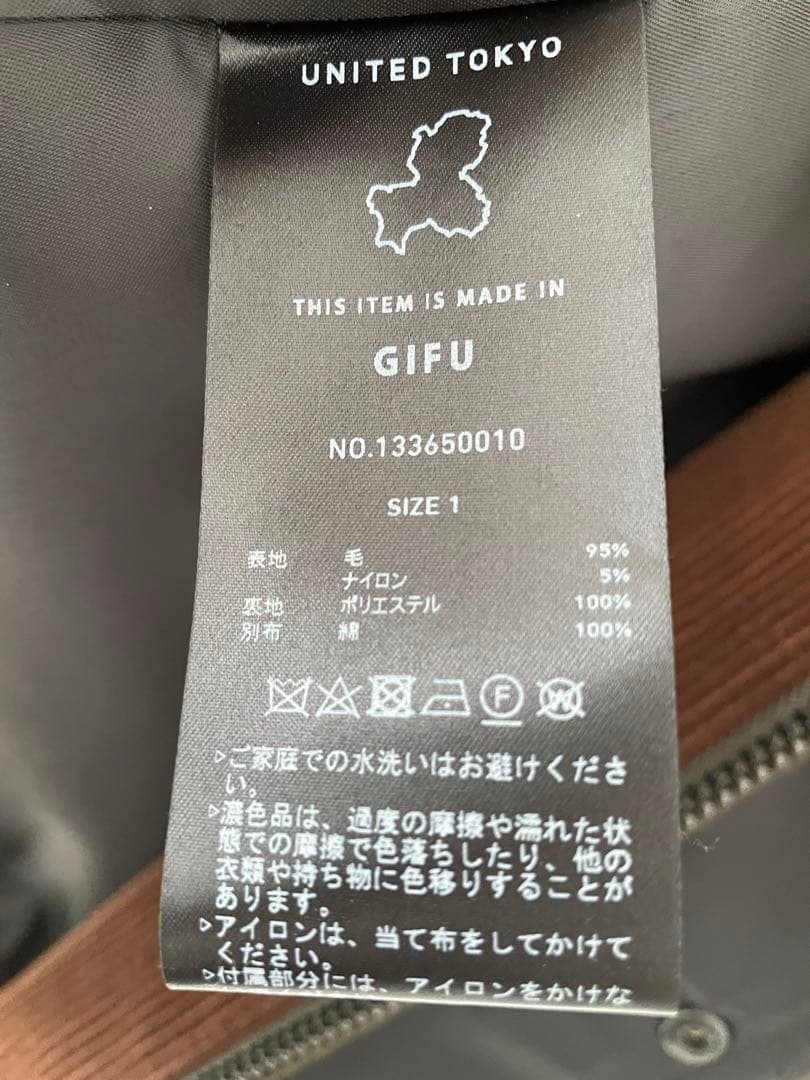 UNITED TOKYO
THIS ITEM IS MADE IN
GIFU
NO.133650010
SIZE 1
表地 毛 95%
ナイロン 5%
裏地 ポリエステル 100%
別布 綿 100%
F W
▷ご家庭での水洗いはお避けくださ
い。
▷濃色品は、過度の摩擦や濡れた状
態での摩擦で色落ちしたり、他の
衣類や持ち物に色移りすることが
あります。
▷アイロンは、当て布をしてかけて
ください。
▷付属部分には、アイロンをかけな